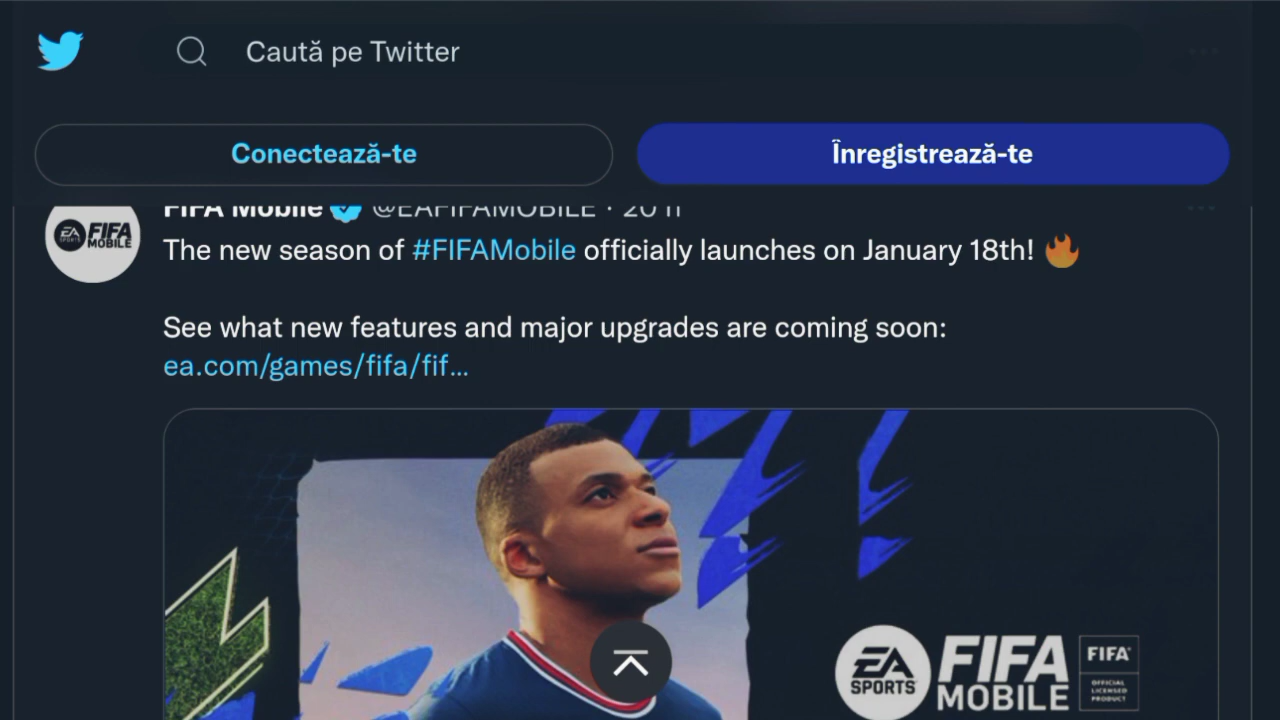 Caută pe Twitter
Conectează-te
Înregistrează-te
FIFA Mobile @EAFIFAMOBILE ·
EA SPORTS FIFA MOBILE
The new season of #FIFAMobile officially launches on January 18th!
See what new features and major upgrades are coming soon:
ea.com/games/fifa/fif...
EA SPORTS
FIFA MOBILE
FIFA
OFFICIAL
LICENSED
PRODUCT